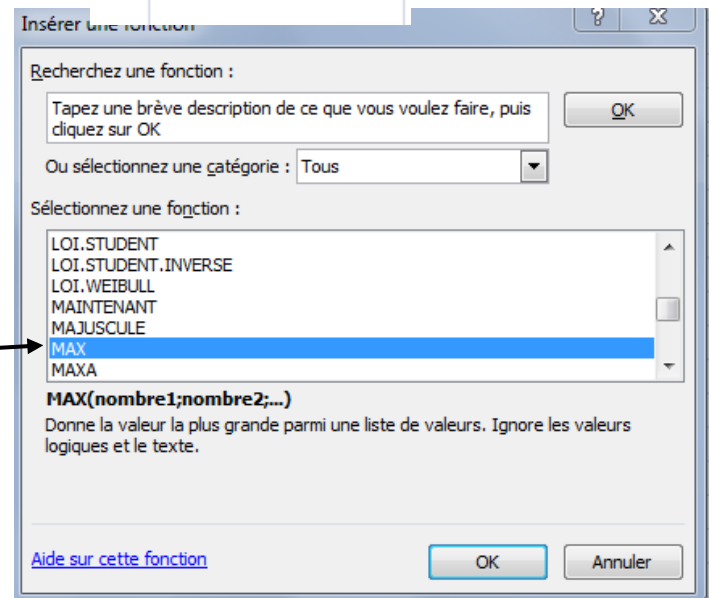 Insérer une fonction
Recherchez une fonction :
Tapez une brève description de ce que vous voulez faire, puis
cliquez sur OK
OK
Ou sélectionnez une catégorie : Tous
Sélectionnez une fonction :
LOI.STUDENT
LOI.STUDENT.INVERSE
LOI.WEIBULL
MAINTENANT
MAJUSCULE
MAX
MAXA
MAX(nombre1;nombre2;...)
Donne la valeur la plus grande parmi une liste de valeurs. Ignore les valeurs
logiques et le texte.
Aide sur cette fonction
OK
Annuler